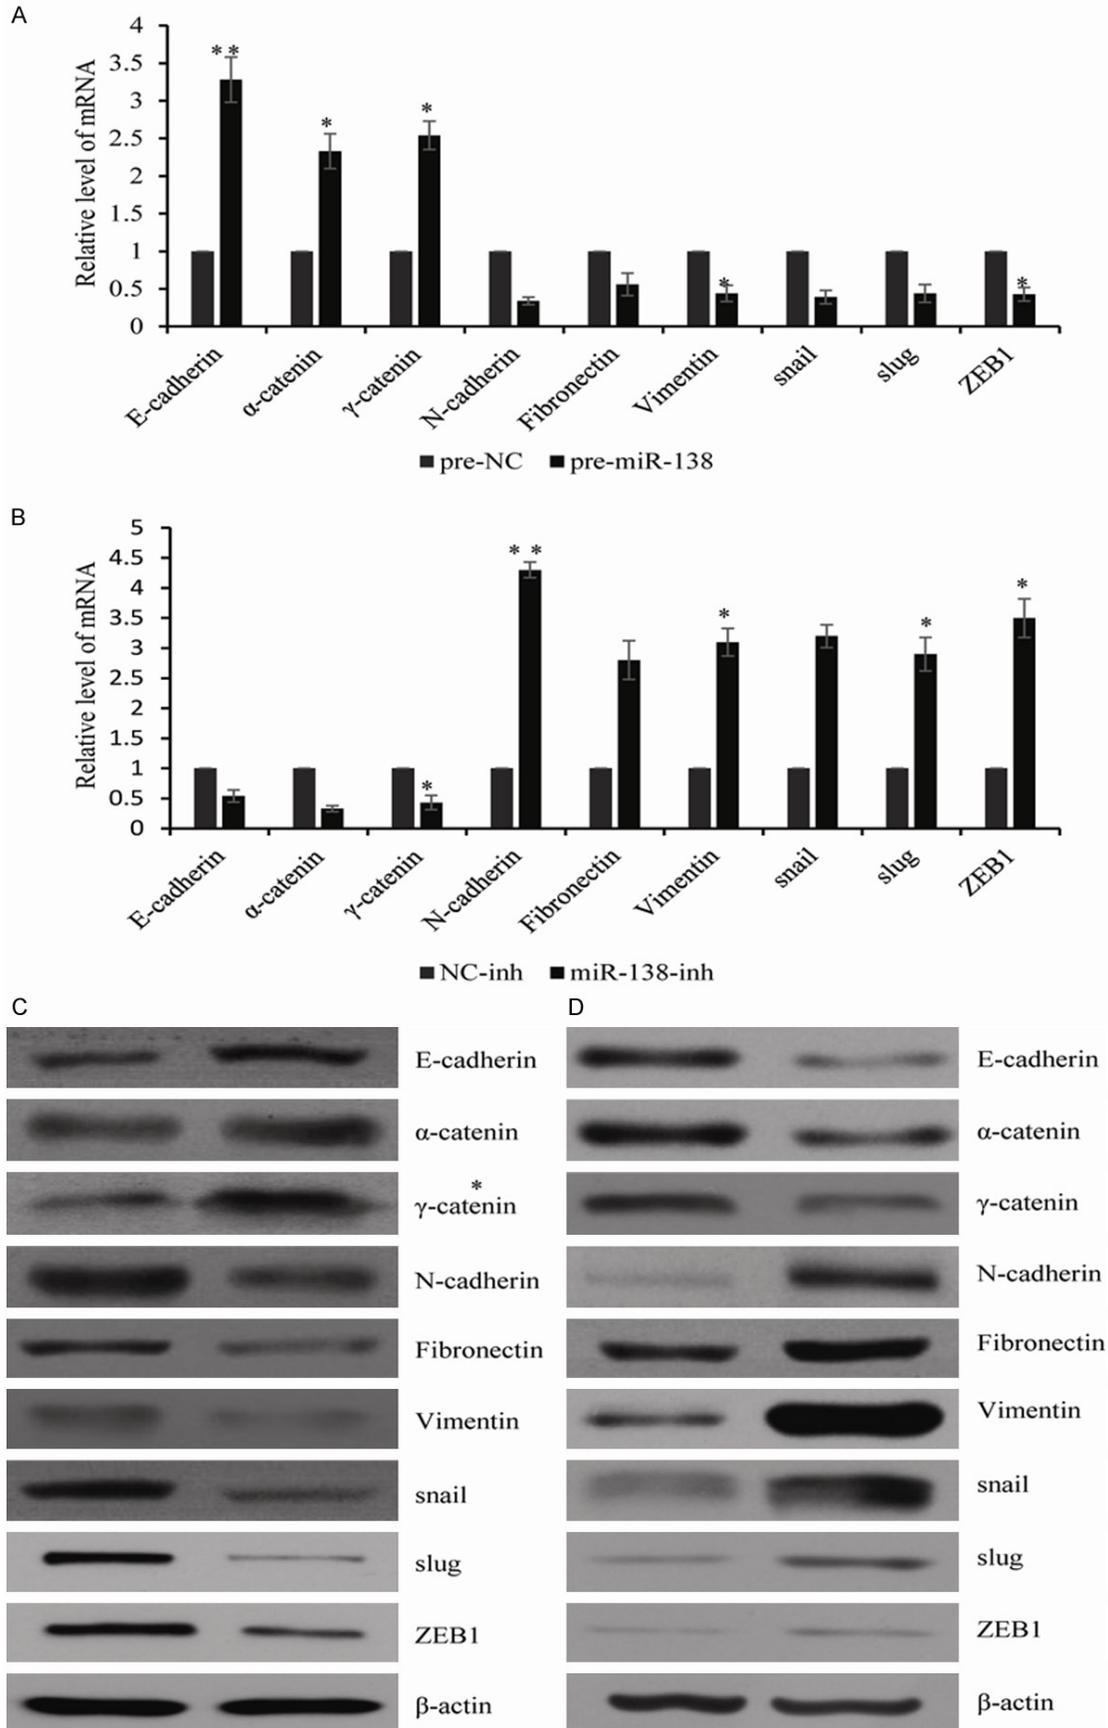 A
Relative level of mRNA
4
3.5
3
2.5
2
1.5
1
0.5
0
* *
*
*
*
*
E-cadherin
α-catenin
γ-catenin
N-cadherin
Fibronectin
Vimentin
snail
slug
ZEB1
pre-NC pre-miR-138
B
Relative level of mRNA
5
4.5
4
3.5
3
2.5
2
1.5
1
0.5
0
*
* *
*
*
*
E-cadherin
α-catenin
γ-catenin
N-cadherin
Fibronectin
Vimentin
snail
slug
ZEB1
NC-inh miR-138-inh
C
E-cadherin
α-catenin
*
γ-catenin
N-cadherin
Fibronectin
Vimentin
snail
slug
ZEB1
β-actin
D
E-cadherin
α-catenin
γ-catenin
N-cadherin
Fibronectin
Vimentin
snail
slug
ZEB1
β-actin